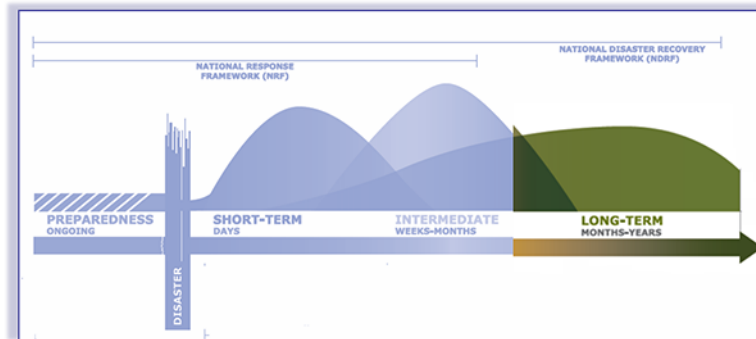 NATIONAL DISASTER RECOVERY
FRAMEWORK (NDRF)
NATIONAL RESPONSE
FRAMEWORK (NRF)
PREPAREDNESS
ONGOING
SHORT-TERM
DAYS
INTERMEDIATE
WEEKS-MONTHS
LONG-TERM
MONTHS-YEARS
DISASTER